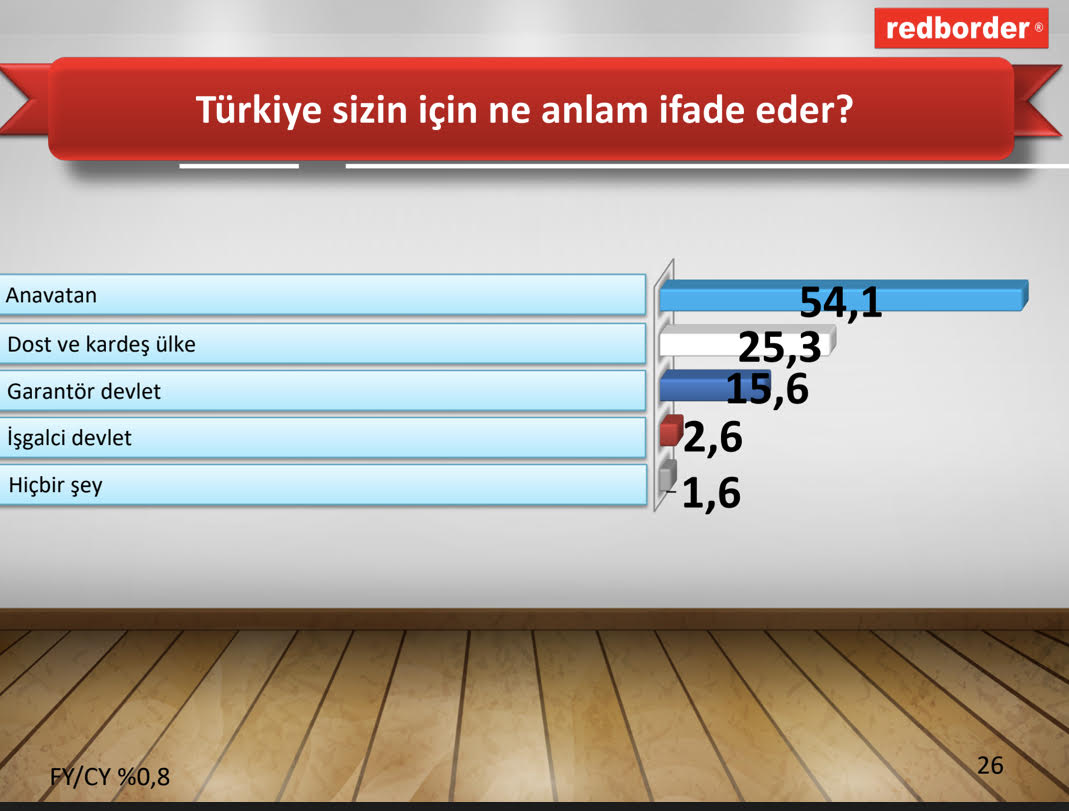 redborder ®
Türkiye sizin için ne anlam ifade eder?
Anavatan 54,1
Dost ve kardeş ülke 25,3
Garantör devlet 15,6
İşgalci devlet 2,6
Hiçbir şey 1,6
FY/CY %0,8
26